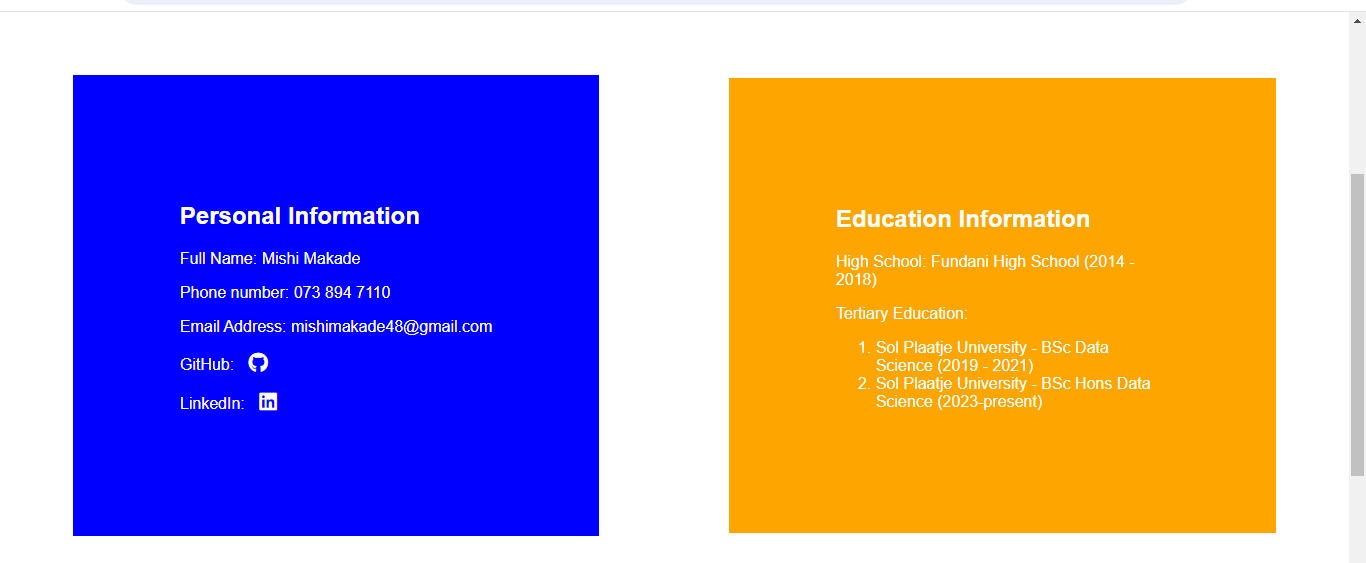 Personal Information
Full Name: Mishi Makade
Phone number: 073 894 7110
Email Address: mishimakade48@gmail.com
GitHub:
LinkedIn: in
Education Information
High School: Fundani High School (2014 -
2018)
Tertiary Education:
1. Sol Plaatje University - BSc Data
Science (2019 - 2021)
2. Sol Plaatje University - BSc Hons Data
Science (2023-present)